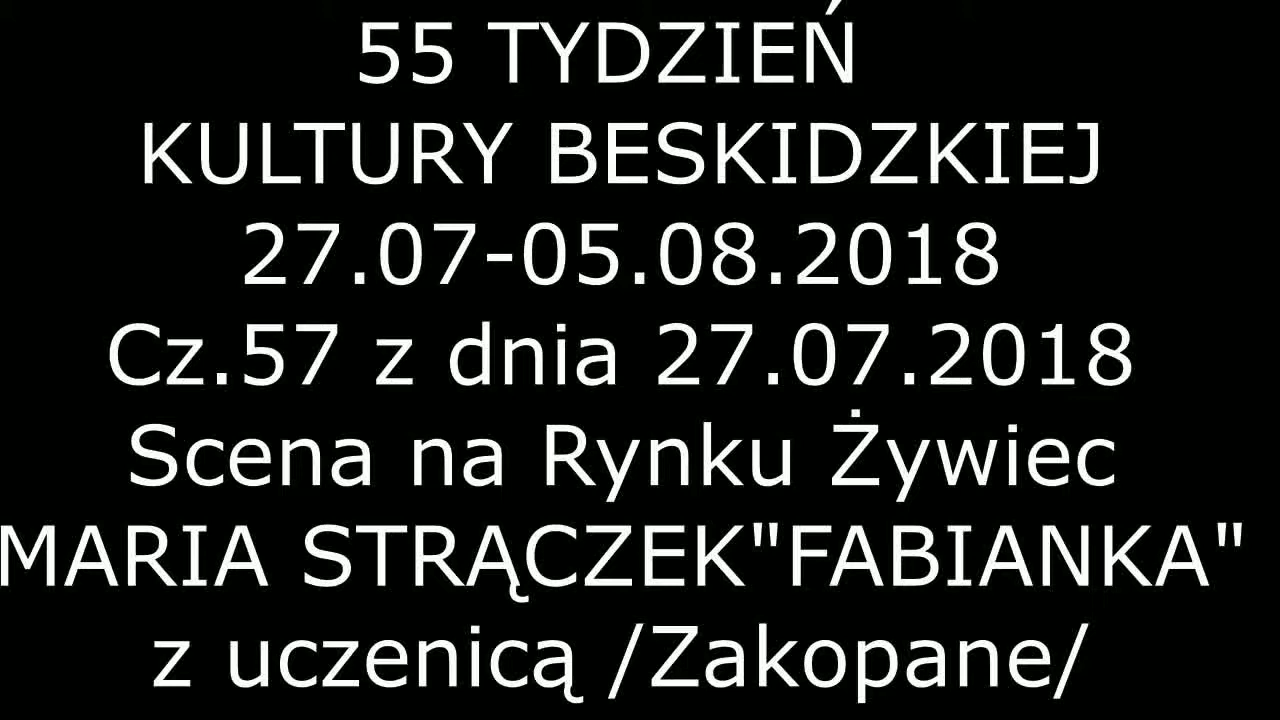 55 TYDZIEŃ
KULTURY BESKIDZKIEJ
27.07-05.08.2018
Cz.57 z dnia 27.07.2018
Scena na Rynku Żywiec
MARIA STRĄCZEK"FABIANKA"
z uczenicą /Zakopane/